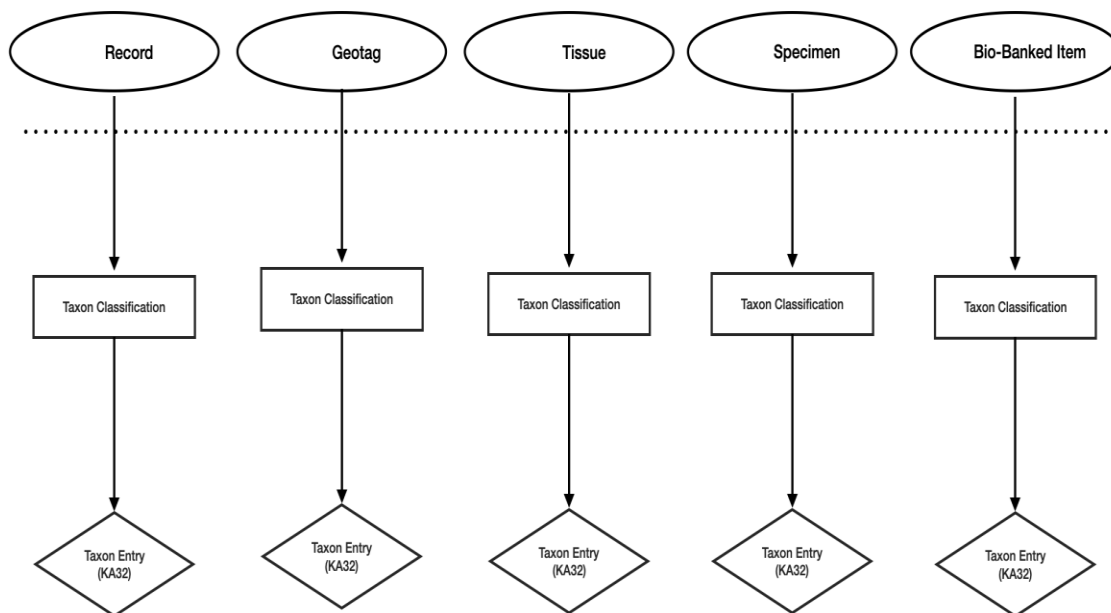 Record
Geotag
Tissue
Specimen
Bio-Banked Item
Taxon Classification
Taxon Classification
Taxon Classification
Taxon Classification
Taxon Classification
Taxon Entry
(KA32)
Taxon Entry
(KA32)
Taxon Entry
(KA32)
Taxon Entry
(KA32)
Taxon Entry
(KA32)